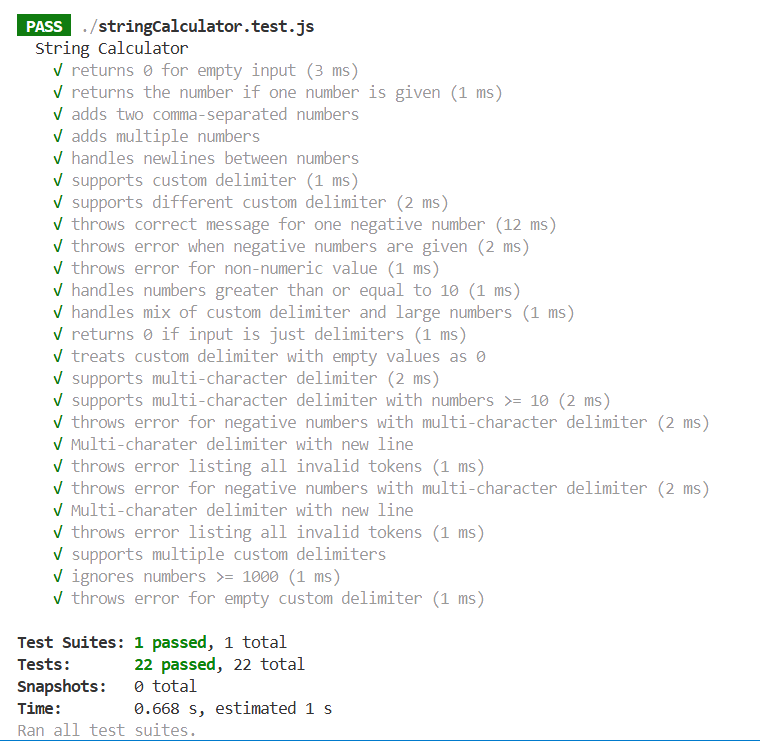 PASS ./stringCalculator.test.js
String Calculator
√ returns 0 for empty input (3 ms)
√ returns the number if one number is given (1 ms)
√ adds two comma-separated numbers
√ adds multiple numbers
√ handles newlines between numbers
√ supports custom delimiter (1 ms)
√ supports different custom delimiter (2 ms)
√ throws correct message for one negative number (12 ms)
√ throws error when negative numbers are given (2 ms)
√ throws error for non-numeric value (1 ms)
√ handles numbers greater than or equal to 10 (1 ms)
√ handles mix of custom delimiter and large numbers (1 ms)
√ returns 0 if input is just delimiters (1 ms)
√ treats custom delimiter with empty values as 0
√ supports multi-character delimiter (2 ms)
√ supports multi-character delimiter with numbers >= 10 (2 ms)
√ throws error for negative numbers with multi-character delimiter (2 ms)
√ Multi-charater delimiter with new line
√ throws error listing all invalid tokens (1 ms)
√ throws error for negative numbers with multi-character delimiter (2 ms)
√ Multi-charater delimiter with new line
√ throws error listing all invalid tokens (1 ms)
√ supports multiple custom delimiters
√ ignores numbers >= 1000 (1 ms)
√ throws error for empty custom delimiter (1 ms)
Test Suites: 1 passed, 1 total
Tests: 22 passed, 22 total
Snapshots: 0 total
Time: 0.668 s, estimated 1 s
Ran all test suites.